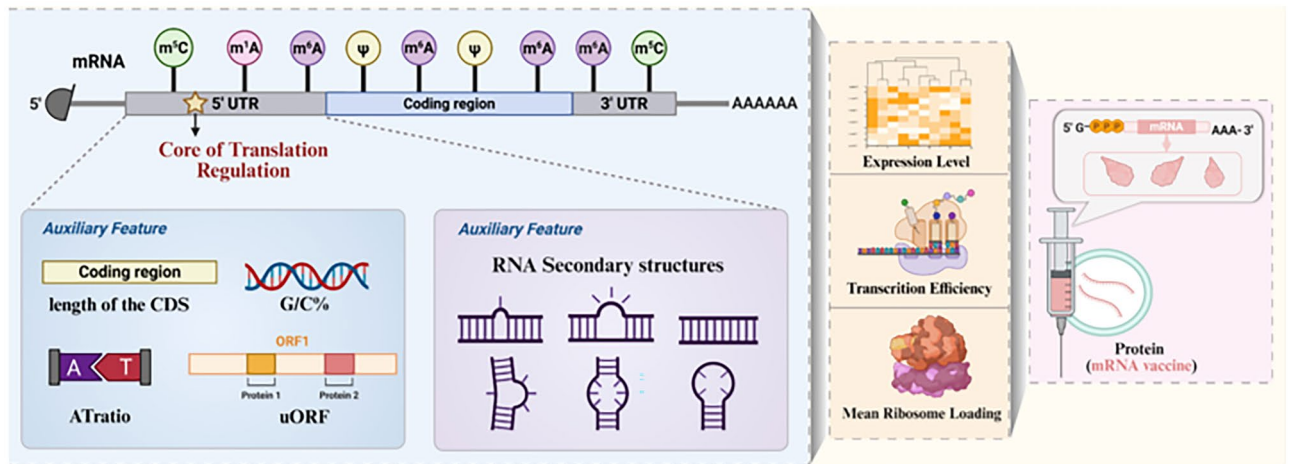 m⁵C m¹A m⁶A Ψ m⁶A Ψ m⁶A m⁶A m⁵C
mRNA
5' 5' UTR Coding region 3' UTR AAAAAA
Core of Translation
Regulation
Auxiliary Feature
Coding region
length of the CDS
G/C%
A T
ATratio
ORF1
Protein 1 Protein 2
uORF
Auxiliary Feature
RNA Secondary structures
Expression Level
Transcrition Efficiency
Mean Ribosome Loading
5' G- P P P mRNA AAA- 3'
Protein
(mRNA vaccine)